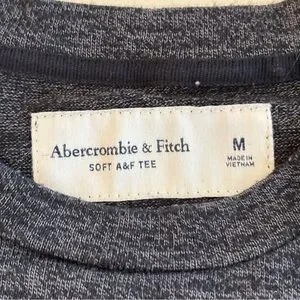 Abercrombie & Fitch
SOFT A&F TEE
M
MADE IN
VIETNAM